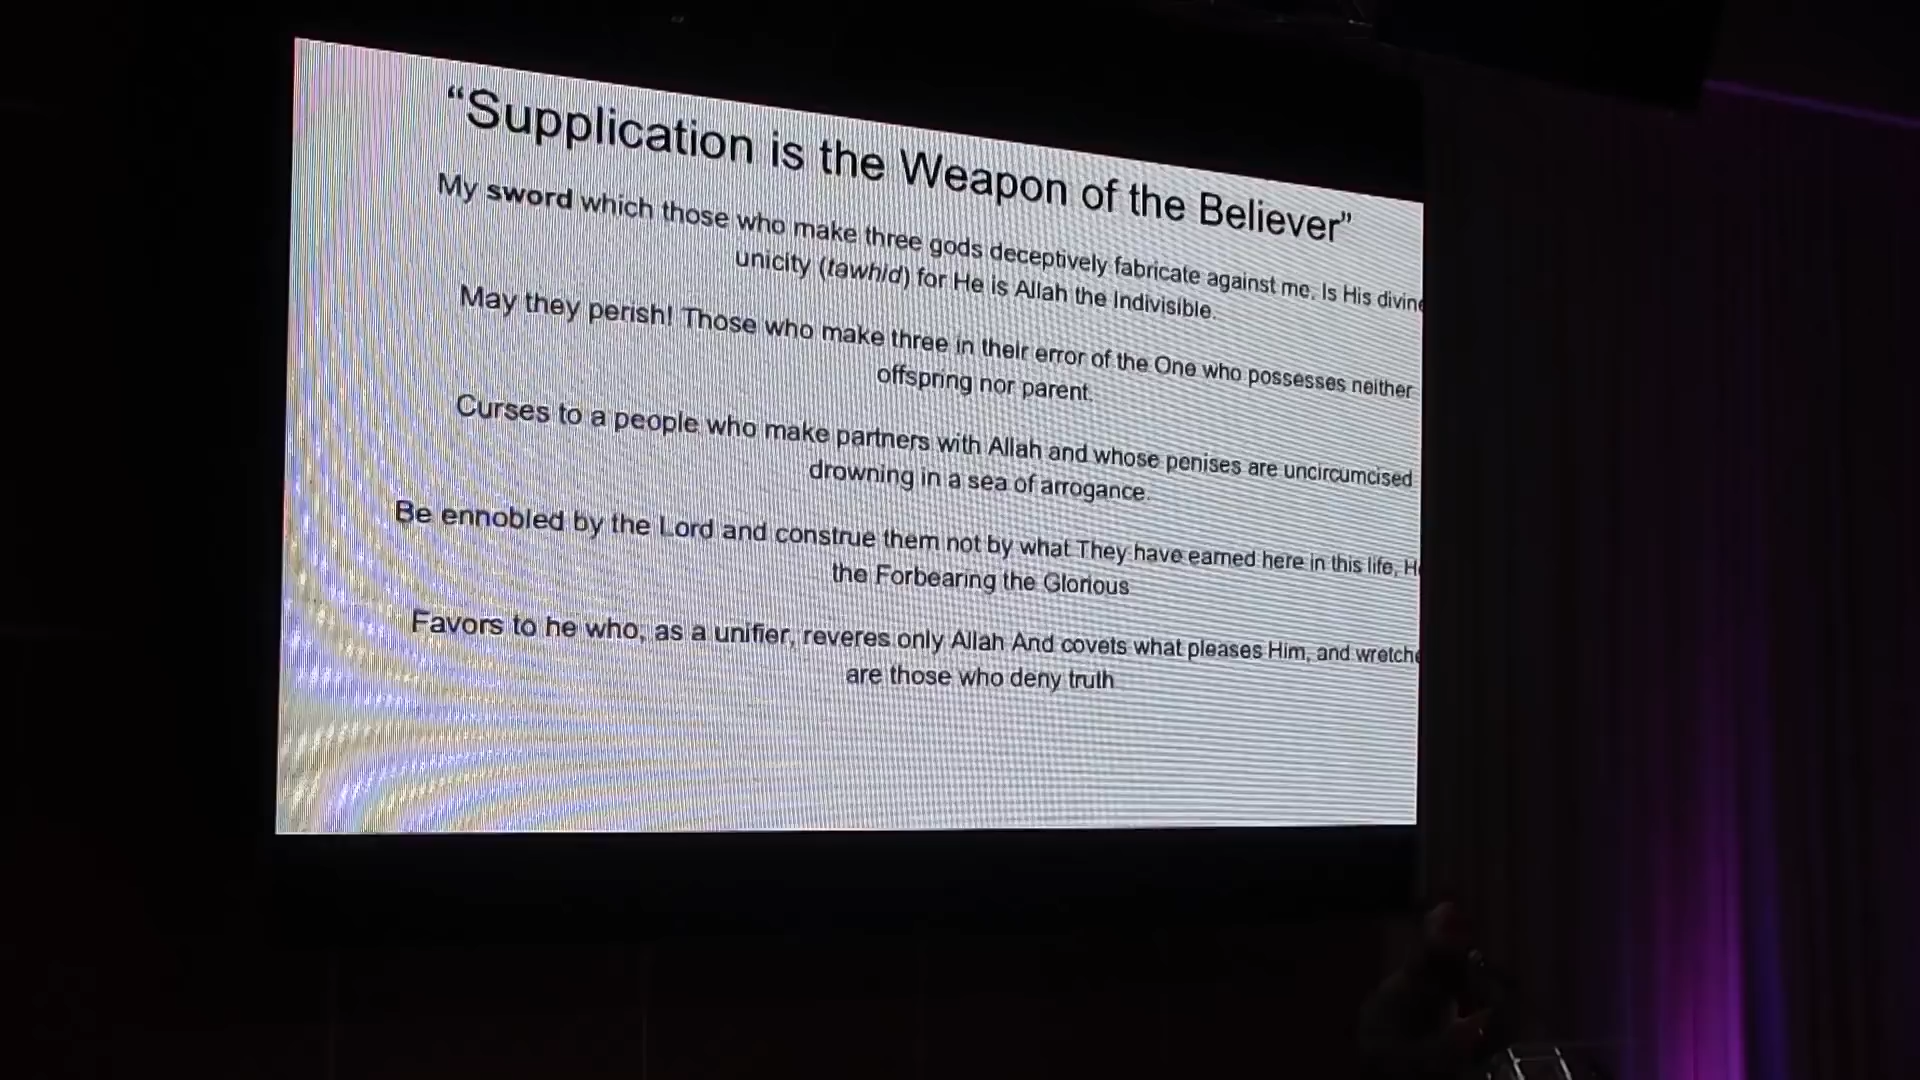 “Supplication is the Weapon of the Believer”
My sword which those who make three gods deceptively fabricate against me, Is His divine
unicity (tawhid) for He is Allah the Indivisible.
May they perish! Those who make three in their error of the One who possesses neither
offspring nor parent.
Curses to a people who make partners with Allah and whose penises are uncircumcised
drowning in a sea of arrogance.
Be ennobled by the Lord and construe them not by what They have earned here in this life,
the Forbearing the Glorious
Favors to he who, as a unifier, reveres only Allah And covets what pleases Him, and
are those who deny truth